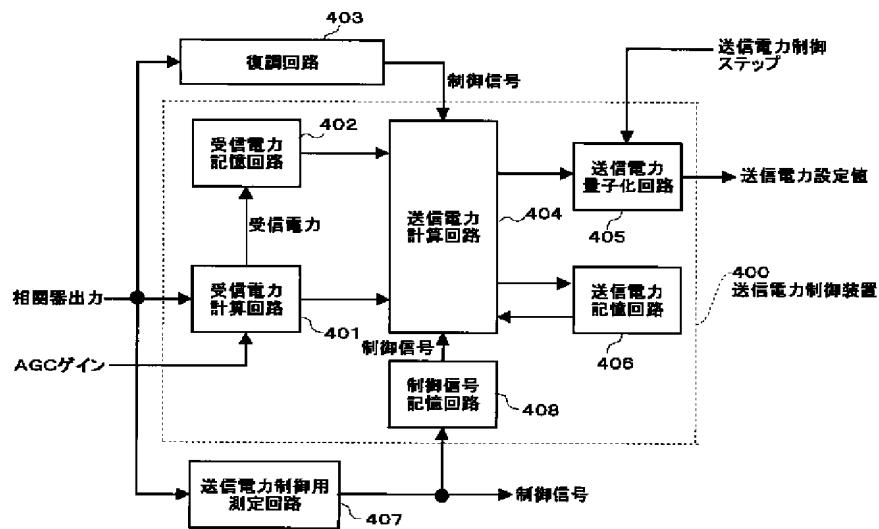 403
復調回路
送信電力制御
ステップ
制御信号
402
受信電力
記憶回路
送信電力
計算回路
404
送信電力
量子化回路
405
送信電力設定値
受信電力
相関器出力
受信電力
計算回路
401
送信電力
記憶回路
406
400
送信電力制御装置
AGCゲイン
制御信号
制御信号
記憶回路
408
送信電力制御用
測定回路
407
制御信号